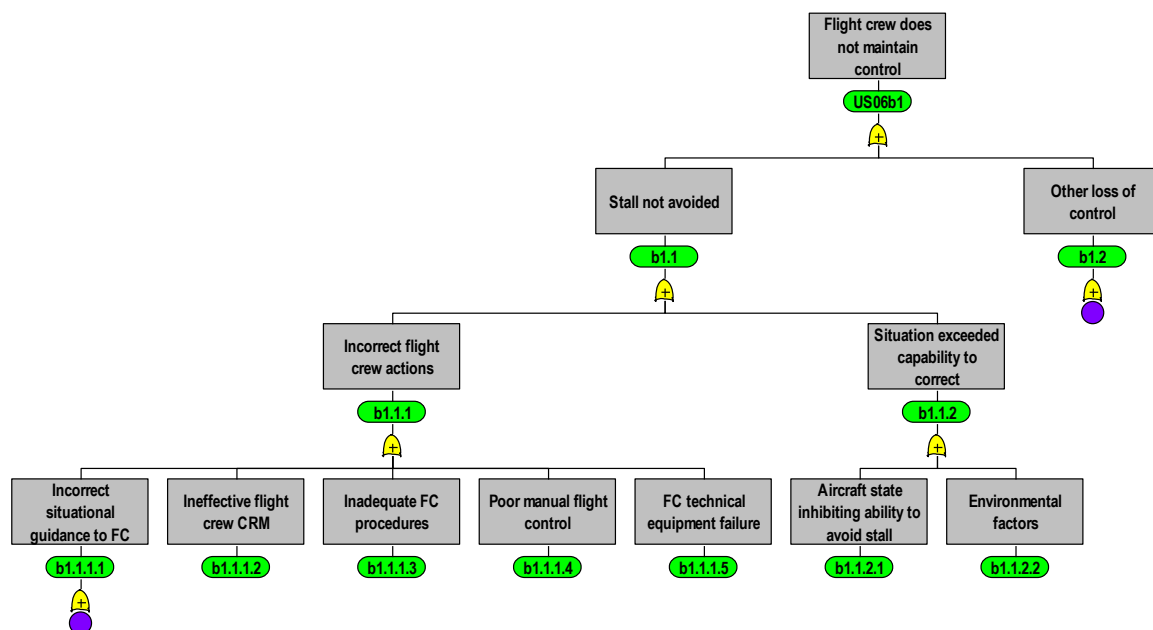 Flight crew does
not maintain
control
US06b1
+
Stall not avoided
b1.1
+
Other loss of
control
b1.2
+
Incorrect flight
crew actions
b1.1.1
+
Situation exceeded
capability to
correct
b1.1.2
+
Incorrect
situational
guidance to FC
b1.1.1.1
+
Ineffective flight
crew CRM
b1.1.1.2
Inadequate FC
procedures
b1.1.1.3
Poor manual flight
control
b1.1.1.4
FC technical
equipment failure
b1.1.1.5
Aircraft state
inhibiting ability to
avoid stall
b1.1.2.1
Environmental
factors
b1.1.2.2